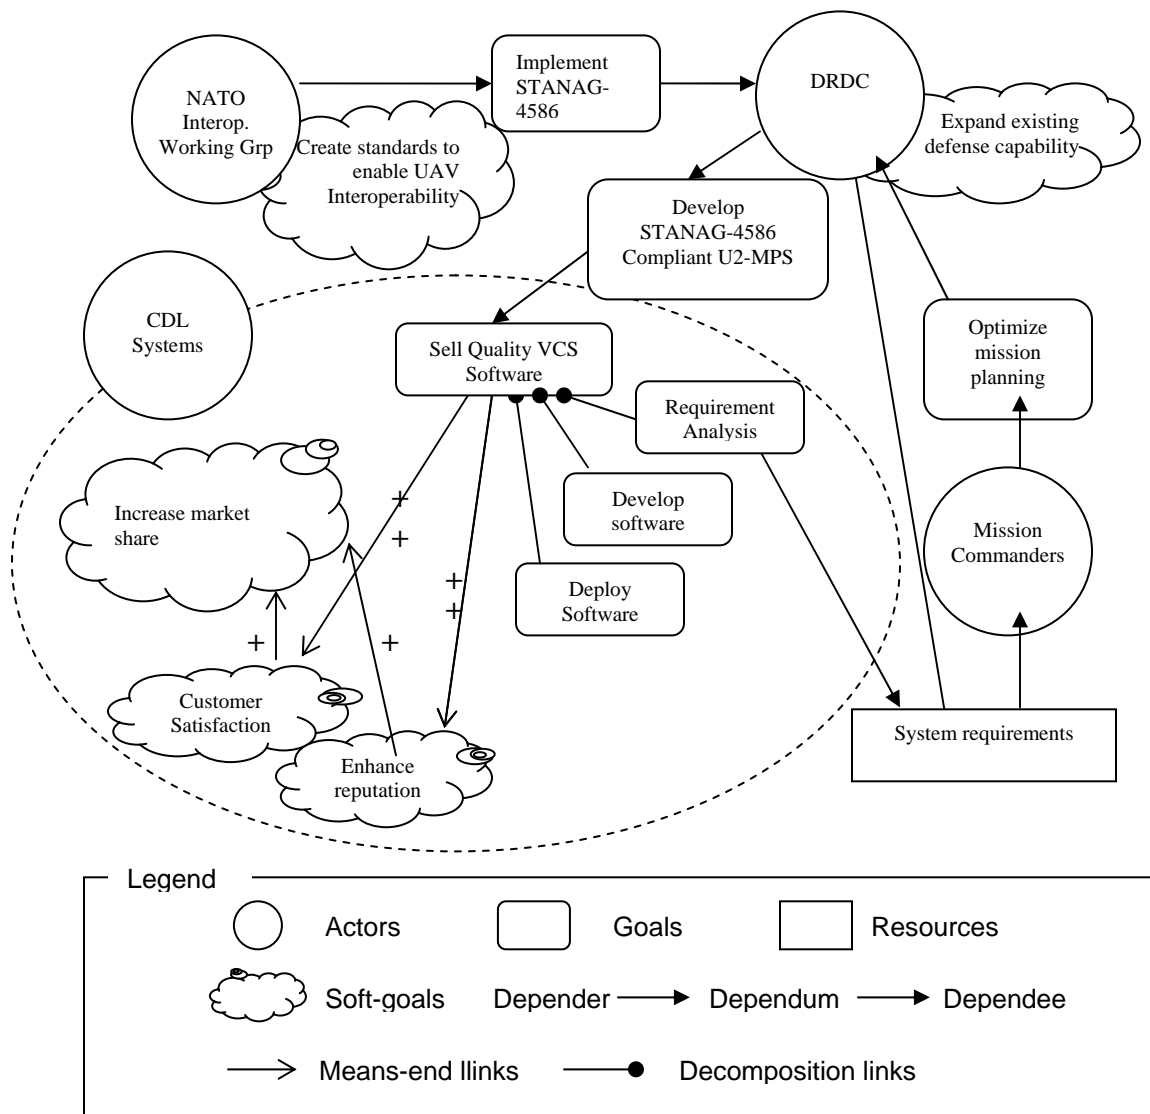 NATO
Interop.
Working Grp
Implement
STANAG-
4586
DRDC
Create standards to
enable UAV
Interoperability
Expand existing
defense capability
Develop
STANAG-4586
Compliant U2-MPS
CDL
Systems
Sell Quality VCS
Software
Optimize
mission
planning
Requirement
Analysis
Increase market
share
+
+
Develop
software
Mission
Commanders
Deploy
Software
+
+
+
+
Customer
Satisfaction
System requirements
Enhance
reputation
Legend
Actors
Goals
Resources
Soft-goals
Depender
Dependum
Dependee
Means-end llinks
Decomposition links